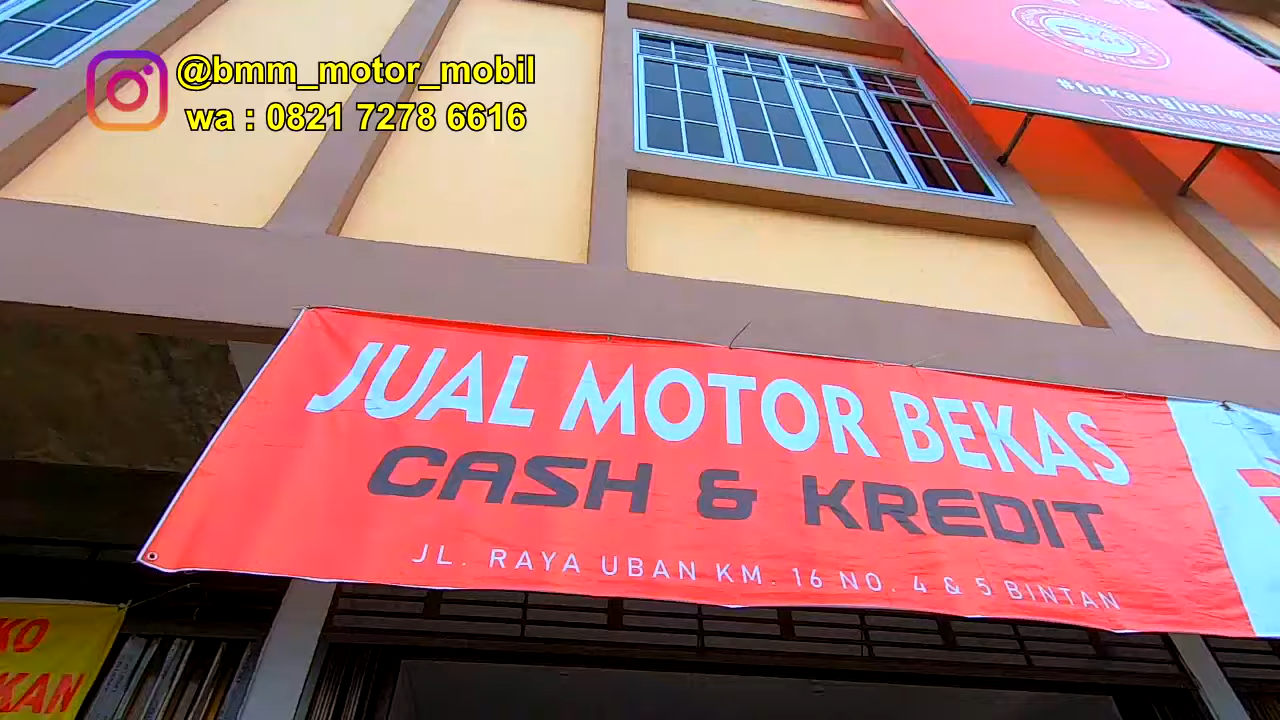 @bmm_motor_mobil
wa : 0821 7278 6616
#tukangjualmot
JUAL MOTOR BEKAS
CASH & KREDIT
JL. RAYA UBAN KM. 16 NO. 4 & 5 BINTAN
KO
KAN